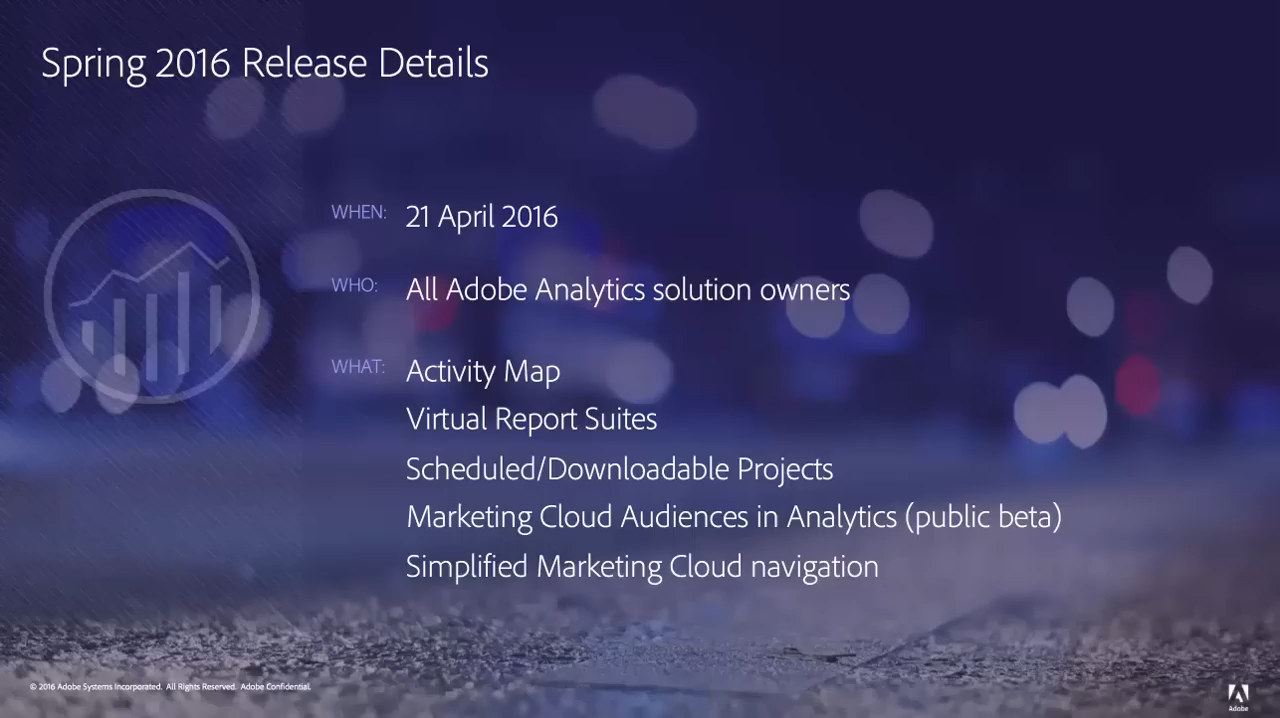 Spring 2016 Release Details
WHEN: 21 April 2016
WHO: All Adobe Analytics solution owners
WHAT: Activity Map
Virtual Report Suites
Scheduled/Downloadable Projects
Marketing Cloud Audiences in Analytics (public beta)
Simplified Marketing Cloud navigation
© 2016 Adobe Systems Incorporated. All Rights Reserved. Adobe Confidential.
Adobe